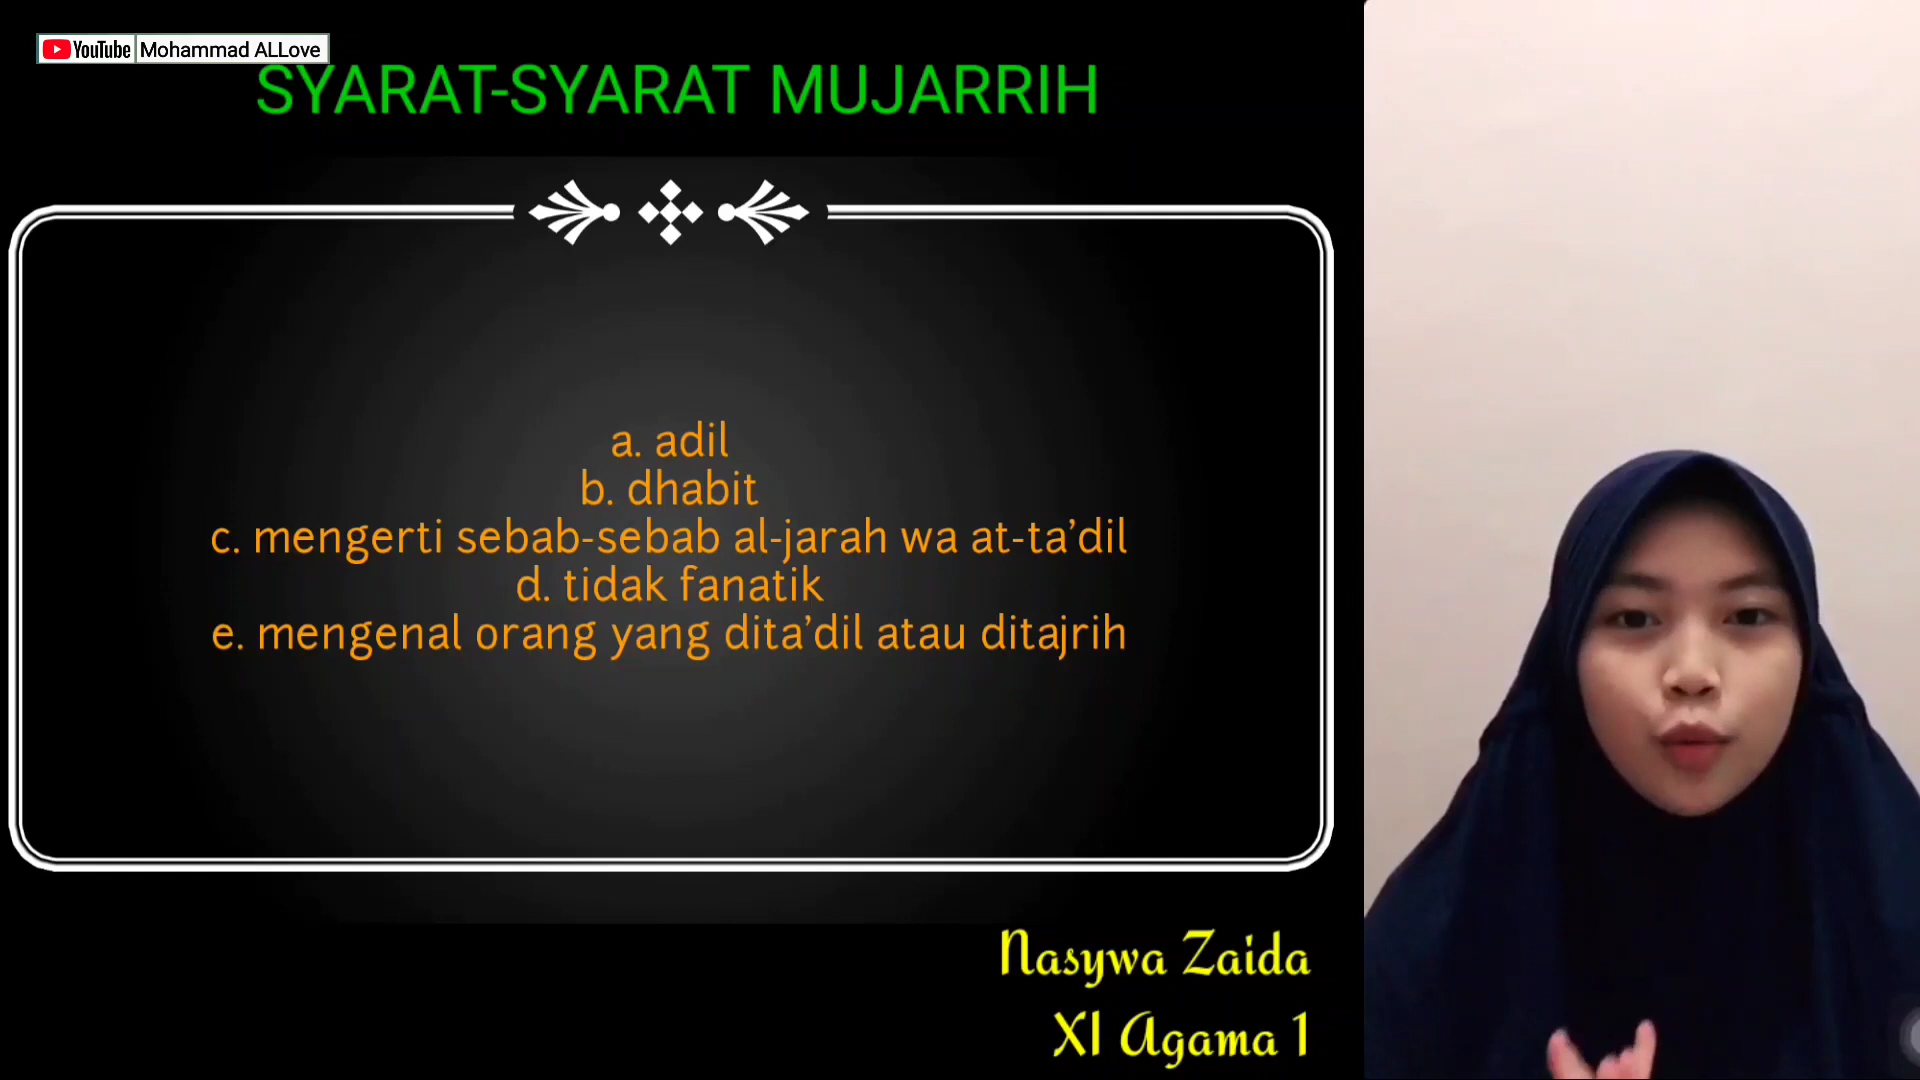 YouTube Mohammad ALLove
SYARAT-SYARAT MUJARRIH
a. adil
b. dhabit
c. mengerti sebab-sebab al-jarah wa at-ta’dil
d. tidak fanatik
e. mengenal orang yang dita’dil atau ditajrih
Nasywa Zaida
XI Agama 1